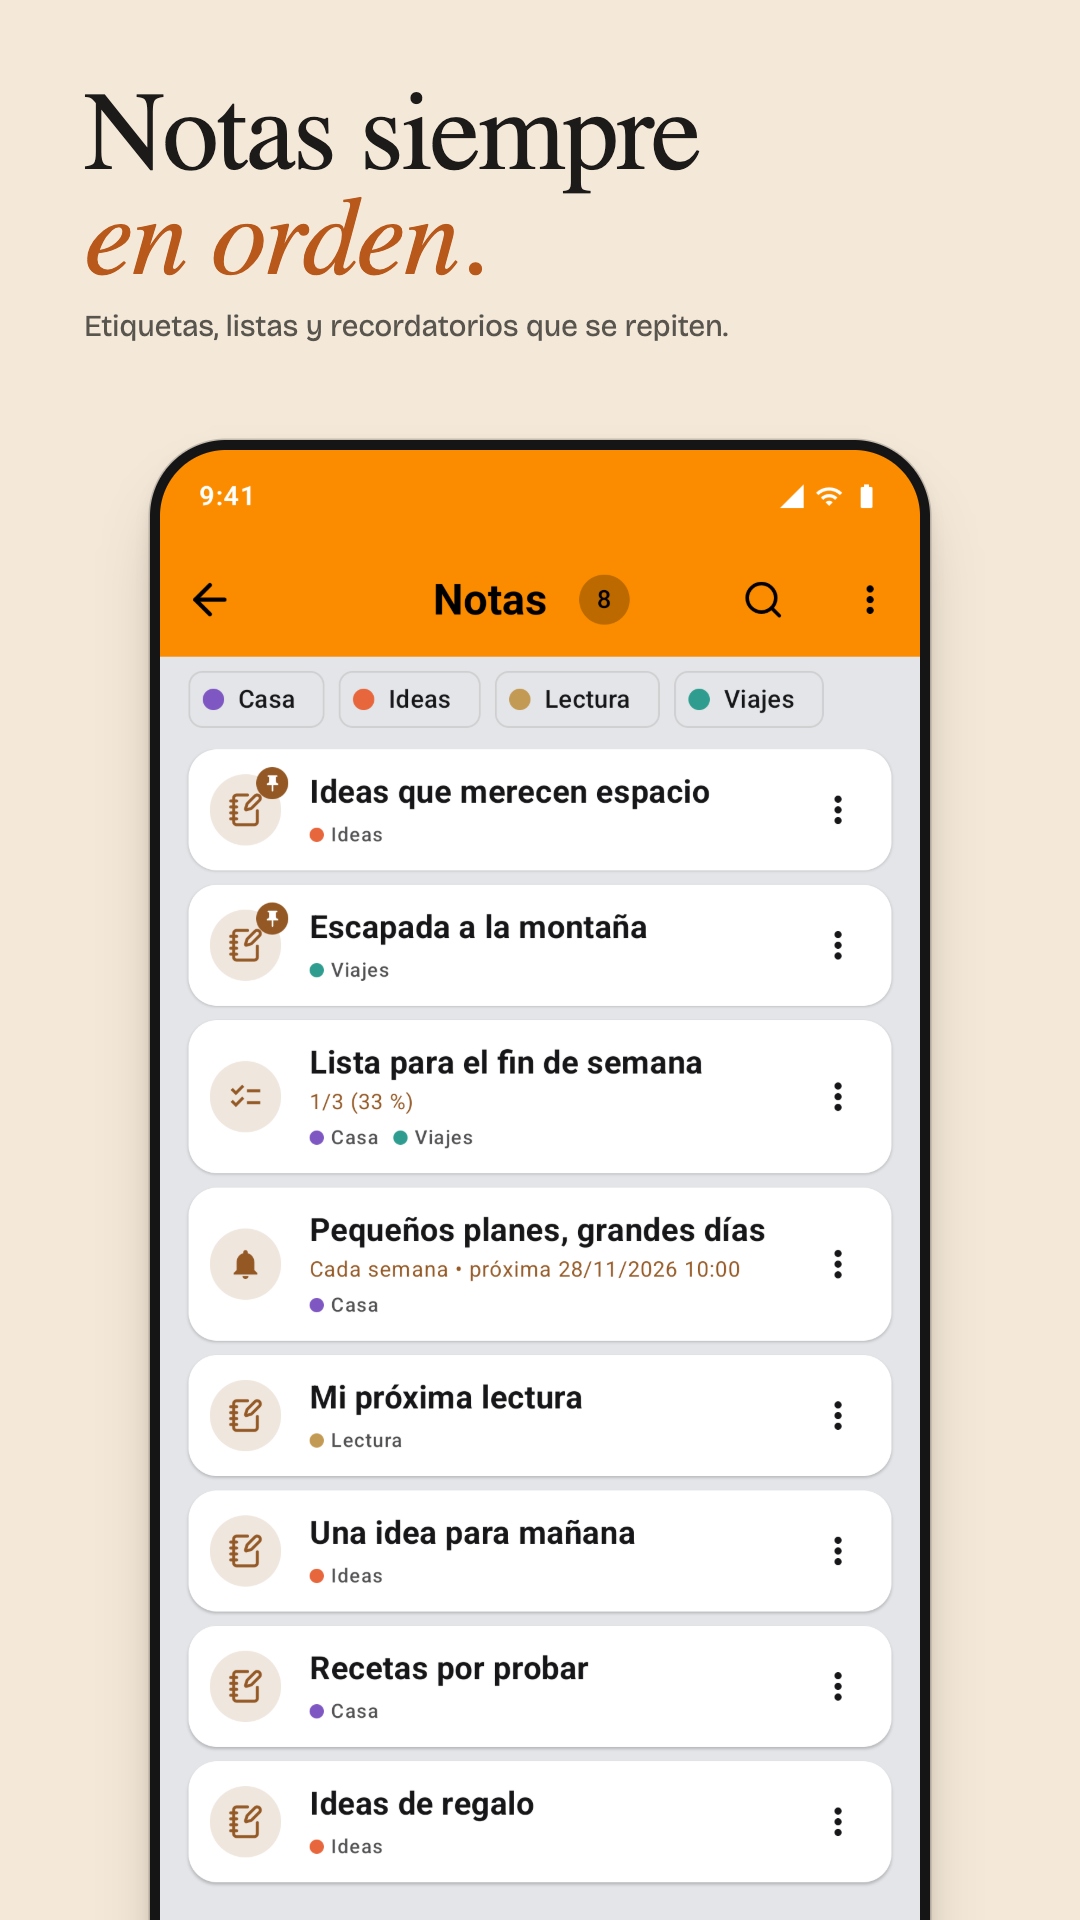 Notas siempre
en orden.
Etiquetas, listas y recordatorios que se repiten.
9:41
Notas 8
Casa Ideas Lectura Viajes
Ideas que merecen espacio
Ideas
Escapada a la montaña
Viajes
Lista para el fin de semana
1/3 (33 %)
Casa Viajes
Pequeños planes, grandes días
Cada semana • próxima 28/11/2026 10:00
Casa
Mi próxima lectura
Lectura
Una idea para mañana
Ideas
Recetas por probar
Casa
Ideas de regalo
Ideas